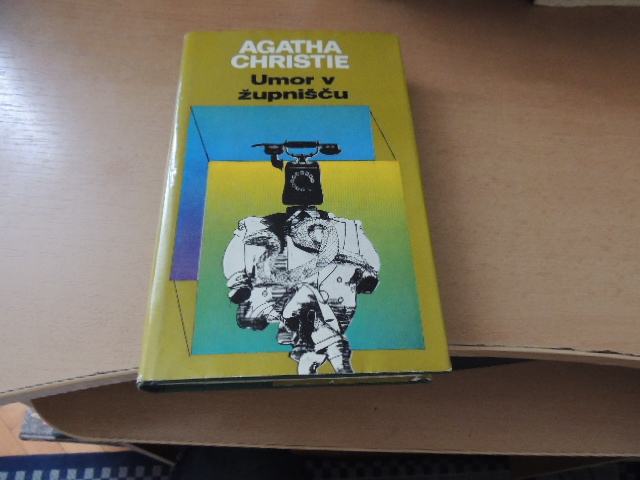 AGATHA
CHRISTIE
Umor v
župnišču